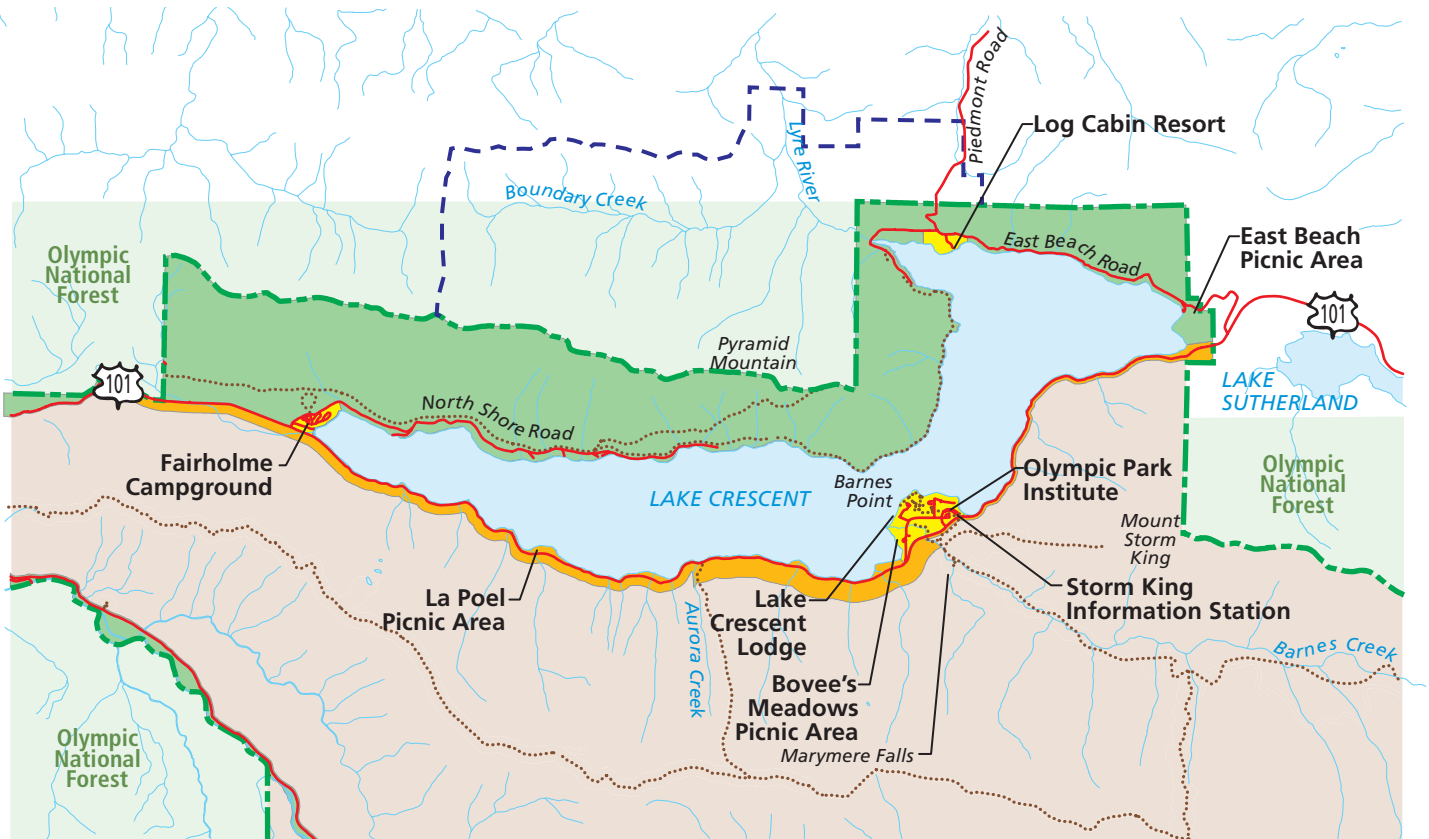 Piedmont Road
Log Cabin Resort
Lyre River
Boundary Creek
East Beach Road
East Beach
Picnic Area
Olympic
National
Forest
101
Pyramid
Mountain
101
LAKE
SUTHERLAND
North Shore Road
Fairholme
Campground
LAKE CRESCENT
Barnes
Point
Olympic Park
Institute
Olympic
National
Forest
Mount
Storm
King
Storm King
Information Station
La Poel
Picnic Area
Aurora Creek
Lake
Crescent
Lodge
Barnes Creek
Bovee's
Meadows
Picnic Area
Marymere Falls
Olympic
National
Forest